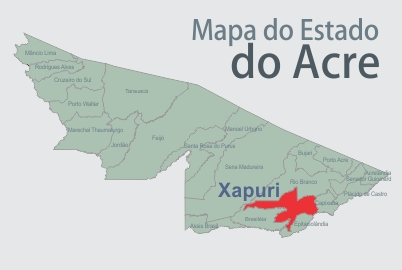 Mapa do Estado
do Acre
Mâncio Lima
Rodrigues Alves
Cruzeiro do Sul
Tarauacá
Porto Walter
Marechal Thaumaturgo
Feijó
Jordão
Manuel Urbano
Santa Rosa do Purus
Sena Madureira
Bujari
Porto Acre
Acrelândia
Senador Guiomard
Rio Branco
Plácido de Castro
Xapuri
Capixaba
Brasiléia
Epitaciolândia
Assis Brasil